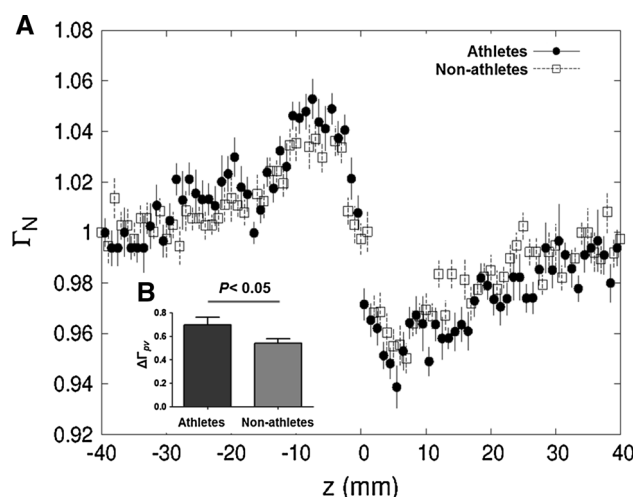 A
1.08
1.06
1.04
1.02
1.00
0.98
0.96
0.94
0.92
Γ_N
Athletes
Non-athletes
B
P< 0.05
0.8
0.6
0.4
0.2
0.0
ΔΓ_pv
Athletes Non-athletes
-40 -30 -20 -10 0 10 20 30 40
z (mm)